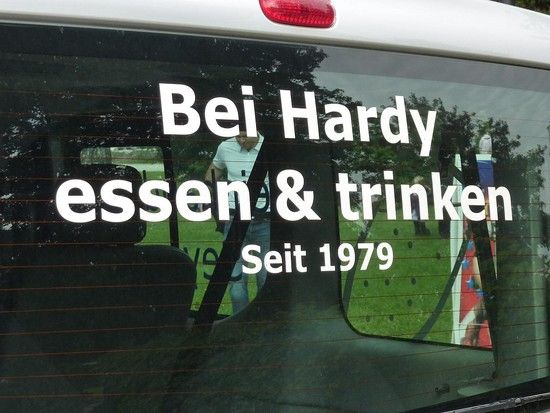 Bei Hardy
essen & trinken
Seit 1979